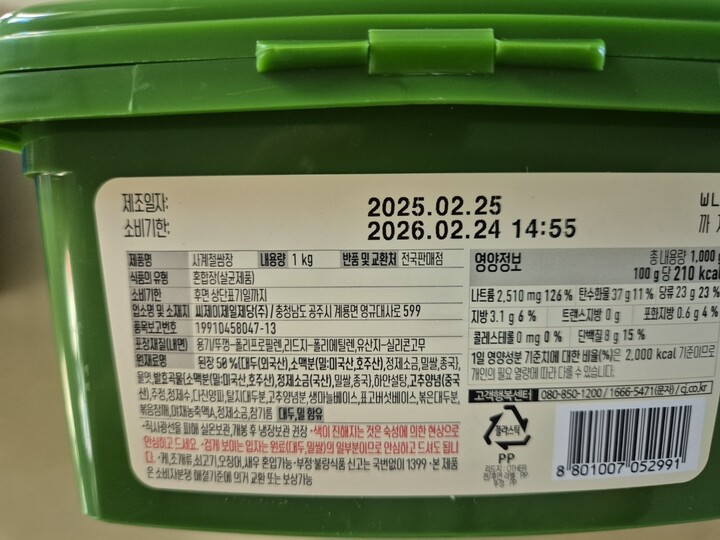 제조일자: 2025.02.25
소비기한: 2026.02.24 14:55
WL
까지
제품명 사계절쌈장 내용량 1 kg 반품 및 교환처 전국판매점
식품의 유형 혼합장(살균제품)
소비기한 후면 상단표기일까지
업소명 및 소재지 씨제이제일제당(주) / 충청남도 공주시 계룡면 영규대사로 599
품목보고번호 19910458047-13
포장재질(내면) 용기/뚜껑-폴리프로필렌, 리드지-폴리에틸렌, 유산지-실리콘고무
원재료명 된장 58 %{대두(외국산), 소맥분(밀:미국산, 호주산), 정제소금, 밀쌀, 종국},
물엿, 발효곡물{소맥분(밀:미국산, 호주산), 정제소금(국산), 밀쌀, 종국}, 하얀설탕, 고추양념(중국
산), 주정, 정제수, 다진양파, 탈지대두분, 고추양념분, 생마늘베이스, 표고버섯베이스, 볶은대두분,
볶음참깨, 야채농축액A, 정제소금, 참기름 대두, 밀 함유
·직사광선을 피해 실온보관, 개봉 후 냉장보관 권장 ·색이 진해지는 것은 숙성에 의한 현상으로
안심하고 드세요. ·검게 보이는 입자는 원료(대두, 밀쌀)의 일부분이므로 안심하고 드셔도 됩니
다. ·게, 조개류, 쇠고기, 오징어, 새우 혼입가능 ·부정·불량식품 신고는 국번없이 1399 ·본 제품
은 소비자분쟁 해결기준에 의거 교환 또는 보상가능
영양정보 총 내용량 1,000 g
100 g당 210 kcal
나트륨 2,510 mg 126 % 탄수화물 37 g 11 % 당류 23 g 23 %
지방 3.1 g 6 % 트랜스지방 0 g 포화지방 0.6 g 4 %
콜레스테롤 0 mg 0 % 단백질 8 g 15 %
1일 영양성분 기준치에 대한 비율(%)은 2,000 kcal 기준이므로
개인의 필요 열량에 따라 다를 수 있습니다.
고객행복센터 080-850-1200 / 1666-5471(문자) / cj.co.kr
플라스틱
PP
리드지 : OTHER
8 801007 052991